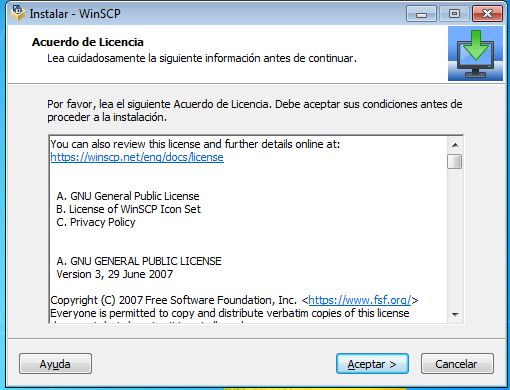 Instalar - WinSCP
Acuerdo de Licencia
Lea cuidadosamente la siguiente información antes de continuar.
Por favor, lea el siguiente Acuerdo de Licencia. Debe aceptar sus condiciones antes de
proceder a la instalación.
You can also review this license and further details online at:
https://winscp.net/eng/docs/license
A. GNU General Public License
B. License of WinSCP Icon Set
C. Privacy Policy
A. GNU GENERAL PUBLIC LICENSE
Version 3, 29 June 2007
Copyright (C) 2007 Free Software Foundation, Inc. <https://www.fsf.org/>
Everyone is permitted to copy and distribute verbatim copies of this license
Ayuda
Aceptar >
Cancelar